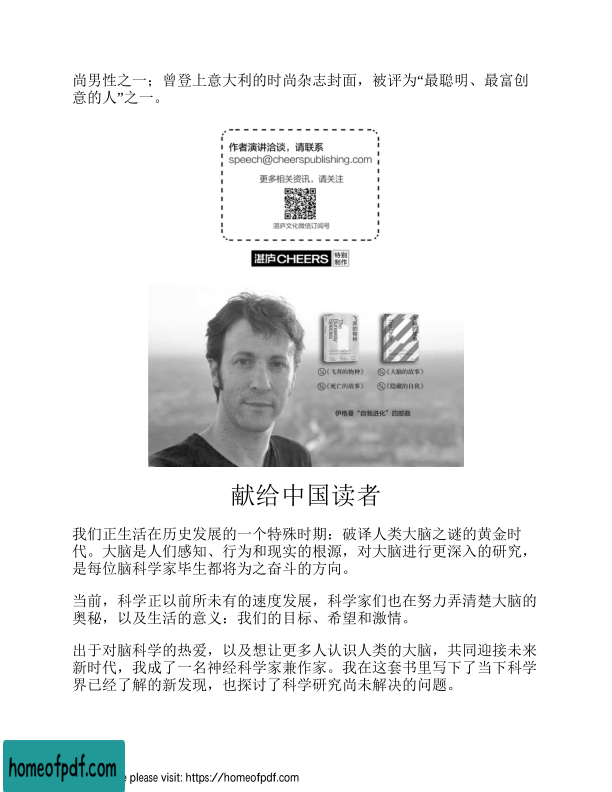 尚男性之一；曾登上意大利的时尚杂志封面，被评为“最聪明、最富创
意的人”之一。
作者演讲洽谈，请联系
speech@cheerspublishing.com
更多相关资讯，请关注
湛庐文化微信订阅号
湛庐CHEERS 特别
制作
飞奔的物种
The
Runaway
Species
《飞奔的物种》 《大脑的故事》
《死亡的故事》 《隐藏的自我》
伊格曼“自我进化”四部曲
献给中国读者
我们正生活在历史发展的一个特殊时期：破译人类大脑之谜的黄金时
代。大脑是人们感知、行为和现实的根源，对大脑进行更深入的研究，
是每位脑科学家毕生都将为之奋斗的方向。
当前，科学正以前所未有的速度发展，科学家们也在努力弄清楚大脑的
奥秘，以及生活的意义：我们的目标、希望和激情。
出于对脑科学的热爱，以及想让更多人认识人类的大脑，共同迎接未来
新时代，我成了一名神经科学家兼作家。我在这套书里写下了当下科学
界已经了解的新发现，也探讨了科学研究尚未解决的问题。
homeofpdf.com
e please visit: https://homeofpdf.com